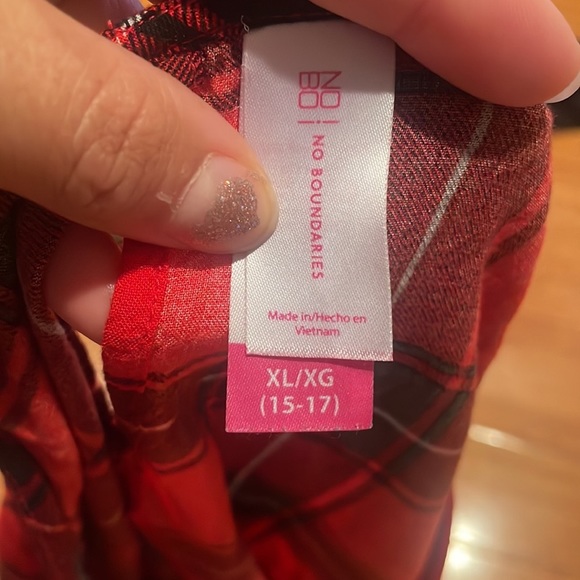 NO
BO
NO BOUNDARIES
Made in/Hecho en
Vietnam
XL/XG
(15-17)